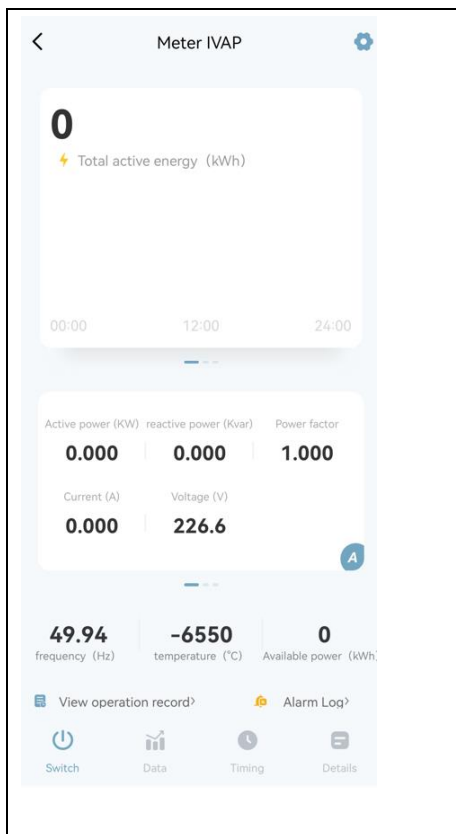 Meter IVAP
0
Total active energy (kWh)
00:00 12:00 24:00
Active power (KW) reactive power (Kvar) Power factor
0.000 0.000 1.000
Current (A) Voltage (V)
0.000 226.6
A
49.94 -6550 0
frequency (Hz) temperature (°C) Available power (kWh)
View operation record> Alarm Log>
Switch Data Timing Details